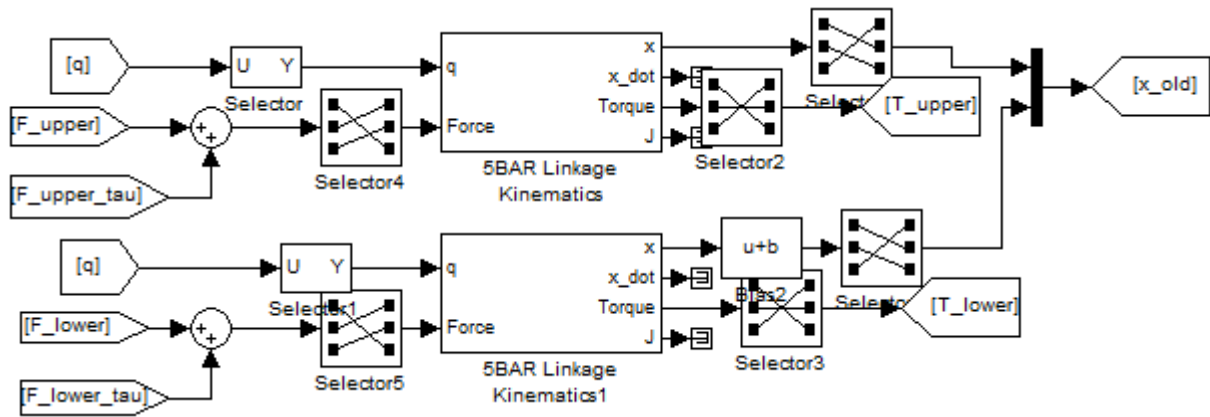 [q]
U Y
Selector
[F_upper]
+
+
[F_upper_tau]
Selector4
q
Force
x
x_dot
Torque
J
5BAR Linkage
Kinematics
Selector2
[T_upper]
[x_old]
[q]
U Y
[F_lower]
+
+
[F_lower_tau]
Selector5
q
Force
x
x_dot
Torque
J
5BAR Linkage
Kinematics1
u+b
Selector3
[T_lower]